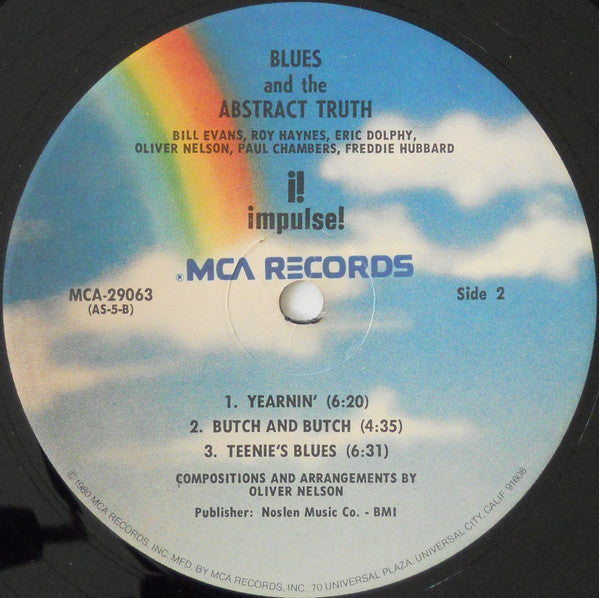 BLUES
and the
ABSTRACT TRUTH
BILL EVANS, ROY HAYNES, ERIC DOLPHY,
OLIVER NELSON, PAUL CHAMBERS, FREDDIE HUBBARD
i!
impulse!
® MCA RECORDS
MCA-29063
(AS-5-B)
Side 2
1. YEARNIN' (6:20)
2. BUTCH AND BUTCH (4:35)
3. TEENIE'S BLUES (6:31)
COMPOSITIONS AND ARRANGEMENTS BY
OLIVER NELSON
Publisher: Noslen Music Co. - BMI
© 1980 MCA RECORDS, INC. MFD. BY MCA RECORDS, INC., 70 UNIVERSAL PLAZA, UNIVERSAL CITY, CALIF. 91608